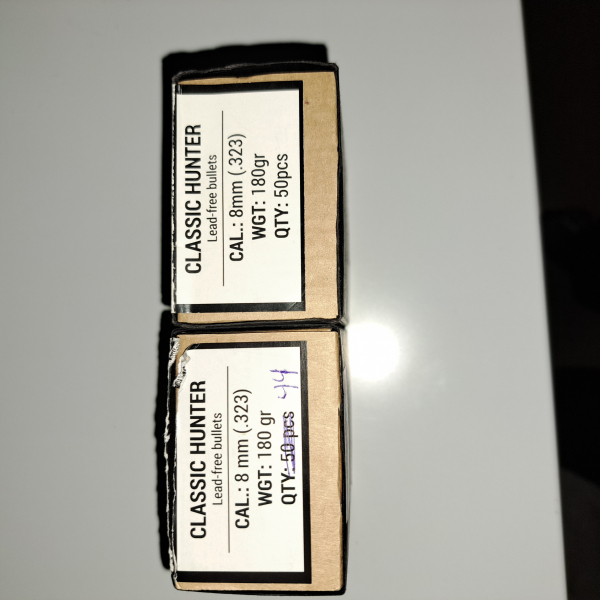 CLASSIC HUNTER
Lead-free bullets
CAL.: 8mm (.323)
WGT: 180gr
QTY: 50pcs
CLASSIC HUNTER
Lead-free bullets
CAL.: 8 mm (.323)
WGT: 180 gr
QTY: 50 pcs 44